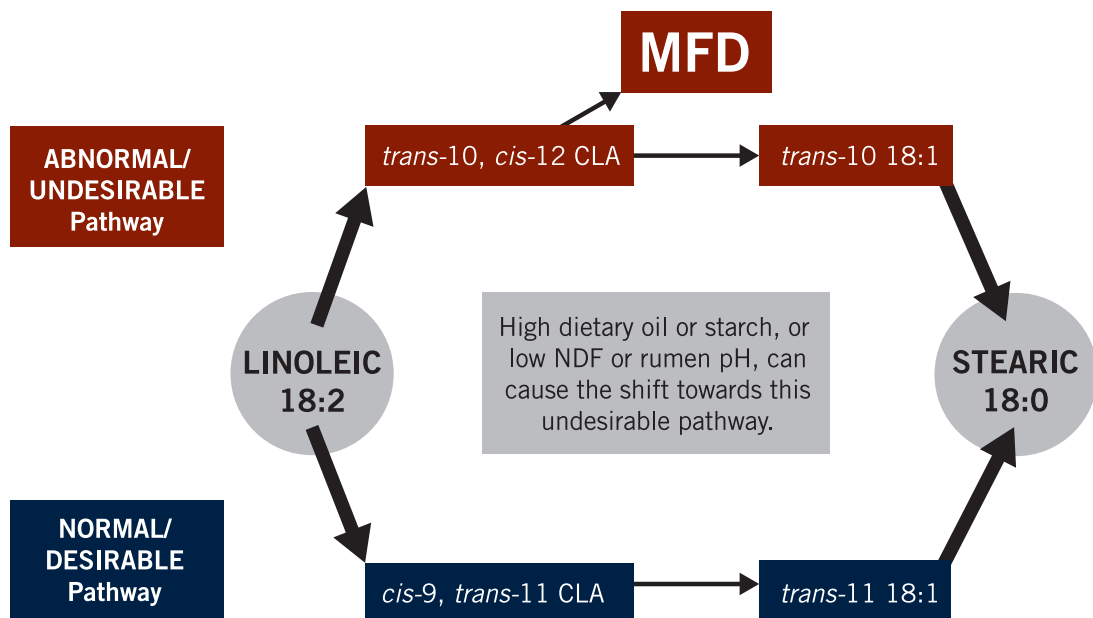 MFD
ABNORMAL/
UNDESIRABLE
Pathway
trans-10, cis-12 CLA
trans-10 18:1
LINOLEIC
18:2
High dietary oil or starch, or
low NDF or rumen pH, can
cause the shift towards this
undesirable pathway.
STEARIC
18:0
NORMAL/
DESIRABLE
Pathway
cis-9, trans-11 CLA
trans-11 18:1